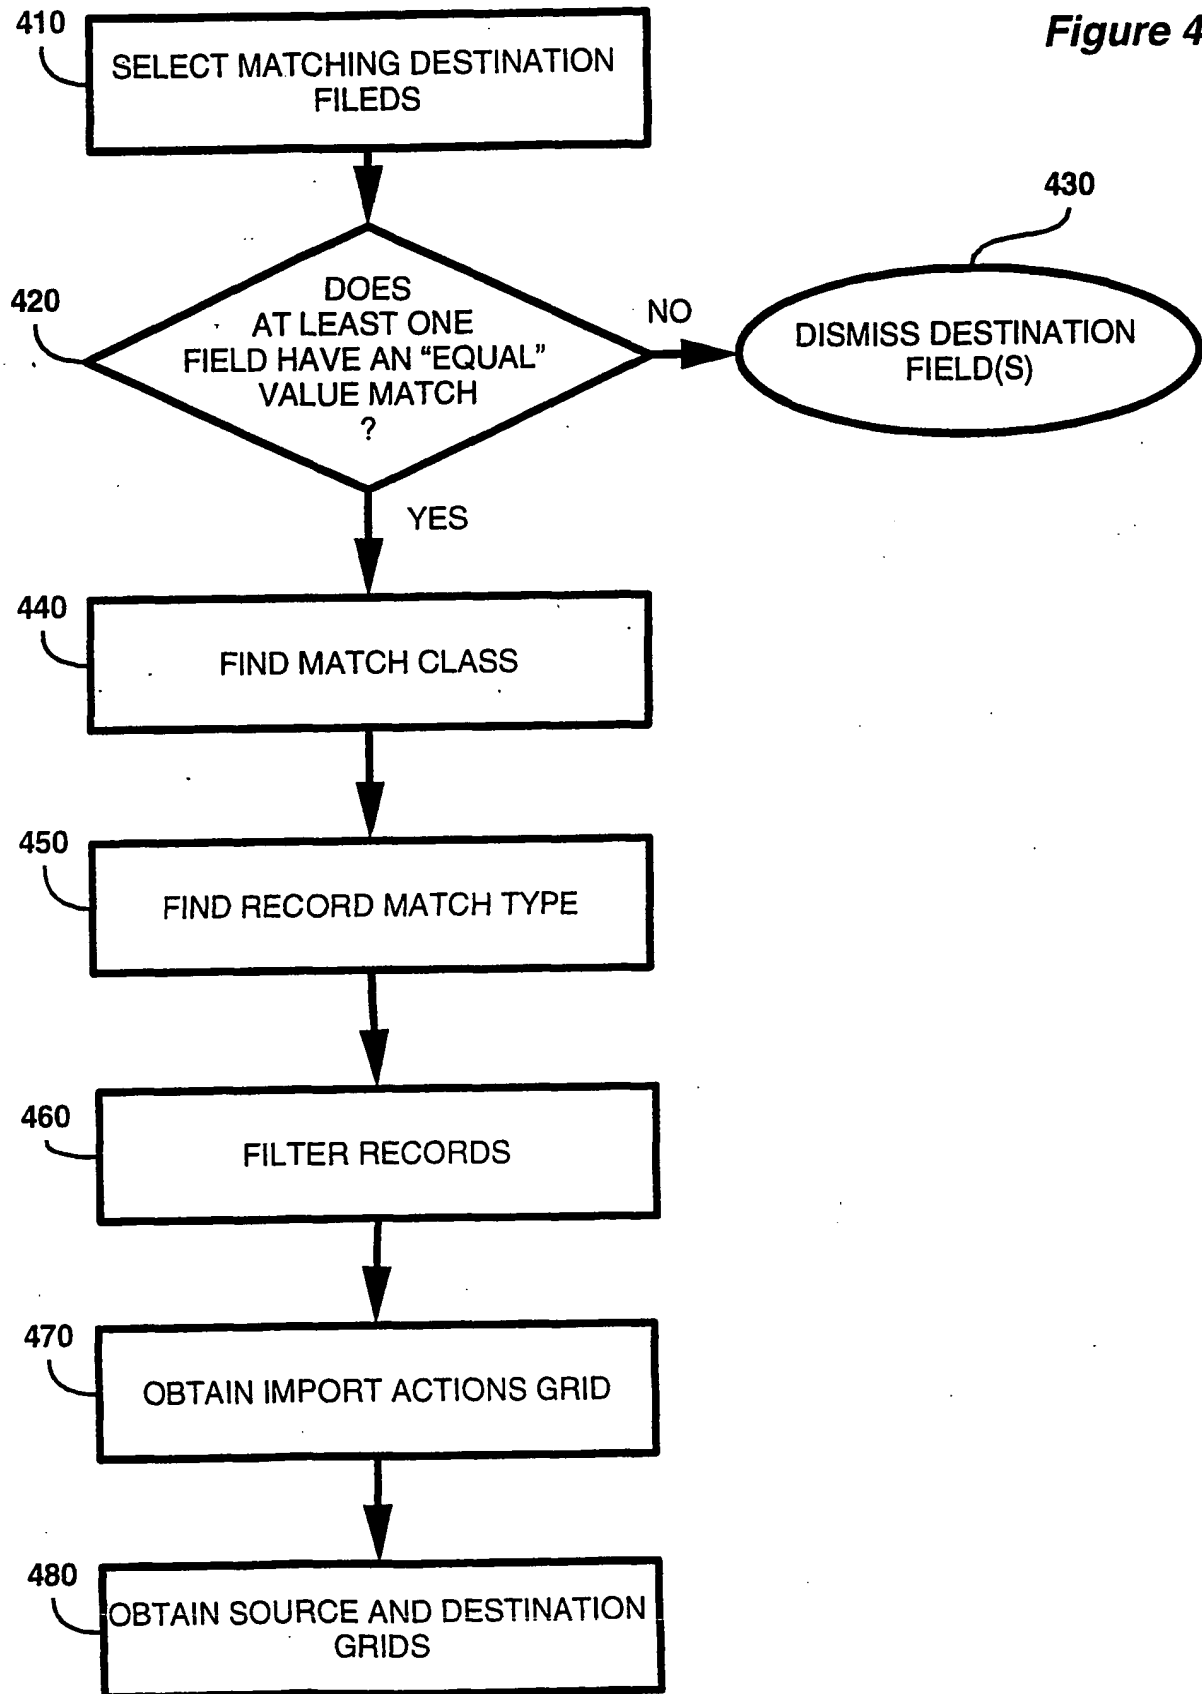 Figure 4
410
SELECT MATCHING DESTINATION
FILEDS
430
420
DOES
AT LEAST ONE
FIELD HAVE AN “EQUAL”
VALUE MATCH
?
NO
DISMISS DESTINATION
FIELD(S)
YES
440
FIND MATCH CLASS
450
FIND RECORD MATCH TYPE
460
FILTER RECORDS
470
OBTAIN IMPORT ACTIONS GRID
480
OBTAIN SOURCE AND DESTINATION
GRIDS